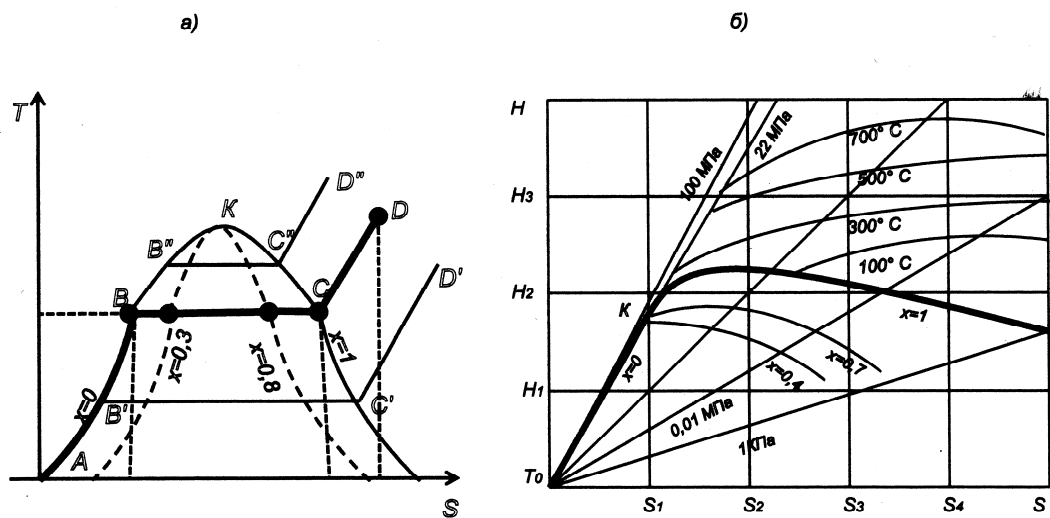 а)
T
K
D"
D
B"
C"
B
C
D'
x=0,3
x=0,8
x=1
x=0
B'
C'
A
S
б)
H
100 МПа
22 МПа
700° C
500° C
H3
300° C
100° C
H2
K
x=1
x=0
x=0,7
x=0,4
H1
0,01 МПа
1КПа
T0
S1
S2
S3
S4
S